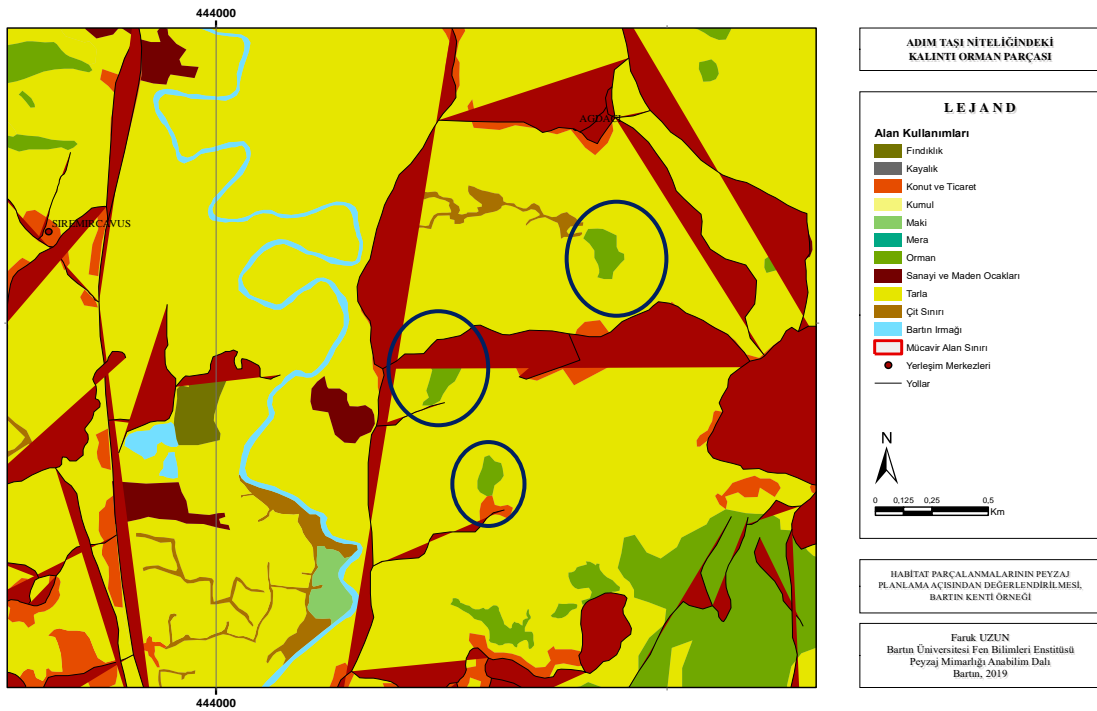 444000
AGDACI
SIREMIRCAVUS
444000
ADIM TAŞI NİTELİĞİNDEKİ
KALINTI ORMAN PARÇASI
LEJAND
Alan Kullanımları
Fındıklık
Kayalık
Konut ve Ticaret
Kumul
Maki
Mera
Orman
Sanayi ve Maden Ocakları
Tarla
Çit Sınırı
Bartın Irmağı
Mücavir Alan Sınırı
Yerleşim Merkezleri
Yollar
N
0 0,125 0,25 0,5
Km
HABİTAT PARÇALANMALARININ PEYZAJ
PLANLAMA AÇISINDAN DEĞERLENDİRİLMESİ,
BARTIN KENTİ ÖRNEĞİ
Faruk UZUN
Bartın Üniversitesi Fen Bilimleri Enstitüsü
Peyzaj Mimarlığı Anabilim Dalı
Bartın, 2019